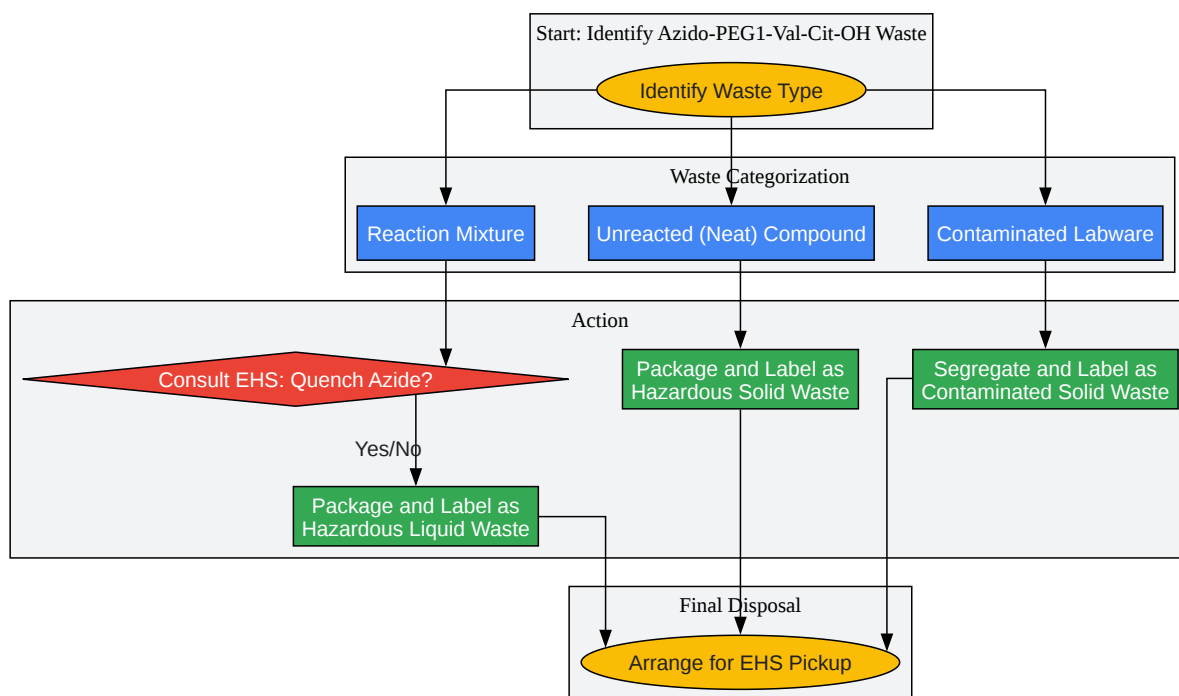 Start: Identify Azido-PEG1-Val-Cit-OH Waste
Identify Waste Type
Waste Categorization
Reaction Mixture
Unreacted (Neat) Compound
Contaminated Labware
Action
Consult EHS: Quench Azide?
Package and Label as
Hazardous Solid Waste
Segregate and Label as
Contaminated Solid Waste
Yes/No
Package and Label as
Hazardous Liquid Waste
Final Disposal
Arrange for EHS Pickup